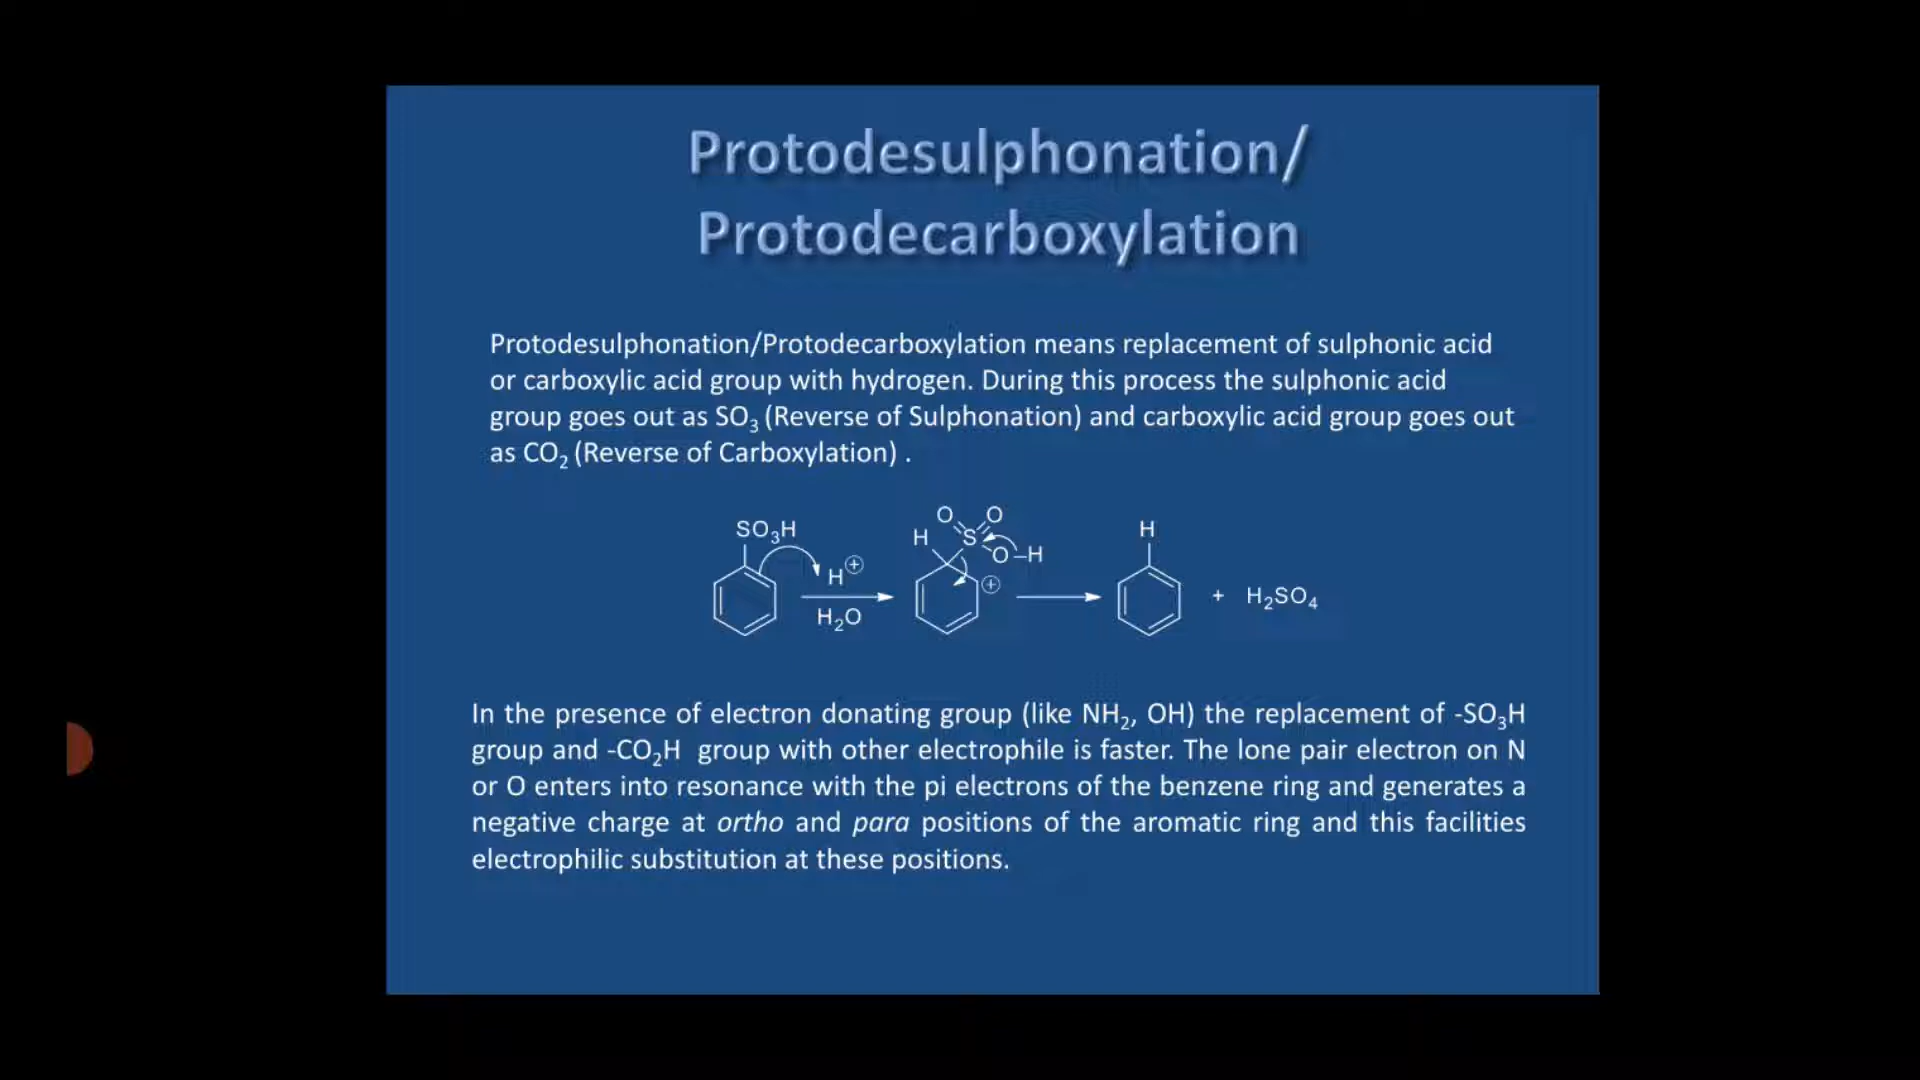 Protodesulphonation/
Protodecarboxylation
Protodesulphonation/Protodecarboxylation means replacement of sulphonic acid
or carboxylic acid group with hydrogen. During this process the sulphonic acid
group goes out as SO₃ (Reverse of Sulphonation) and carboxylic acid group goes out
as CO₂ (Reverse of Carboxylation) .
SO₃H
H⊕
H₂O
H
O
O
S
O–H
⊕
H
+ H₂SO₄
In the presence of electron donating group (like NH₂, OH) the replacement of -SO₃H
group and -CO₂H group with other electrophile is faster. The lone pair electron on N
or O enters into resonance with the pi electrons of the benzene ring and generates a
negative charge at ortho and para positions of the aromatic ring and this facilities
electrophilic substitution at these positions.